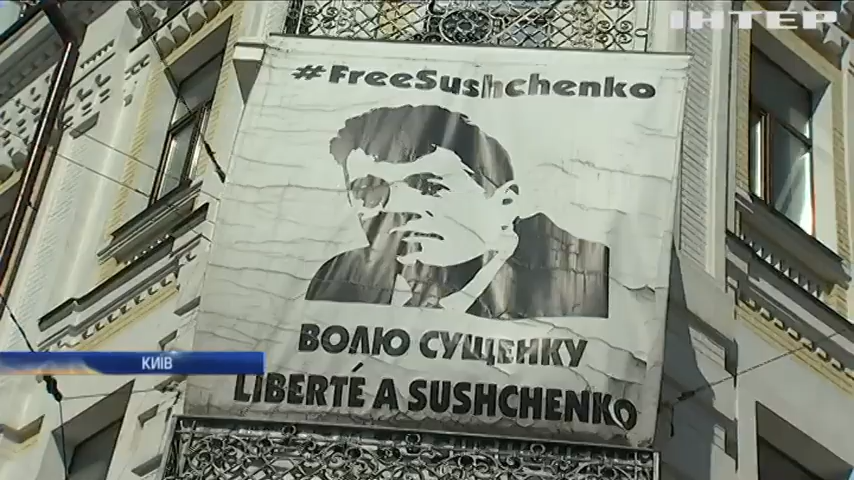 ІНТЕР
#FreeSushchenko
ВОЛЮ СУЩЕНКУ
LIBERTÉ A SUSHCHENKO
КИЇВ